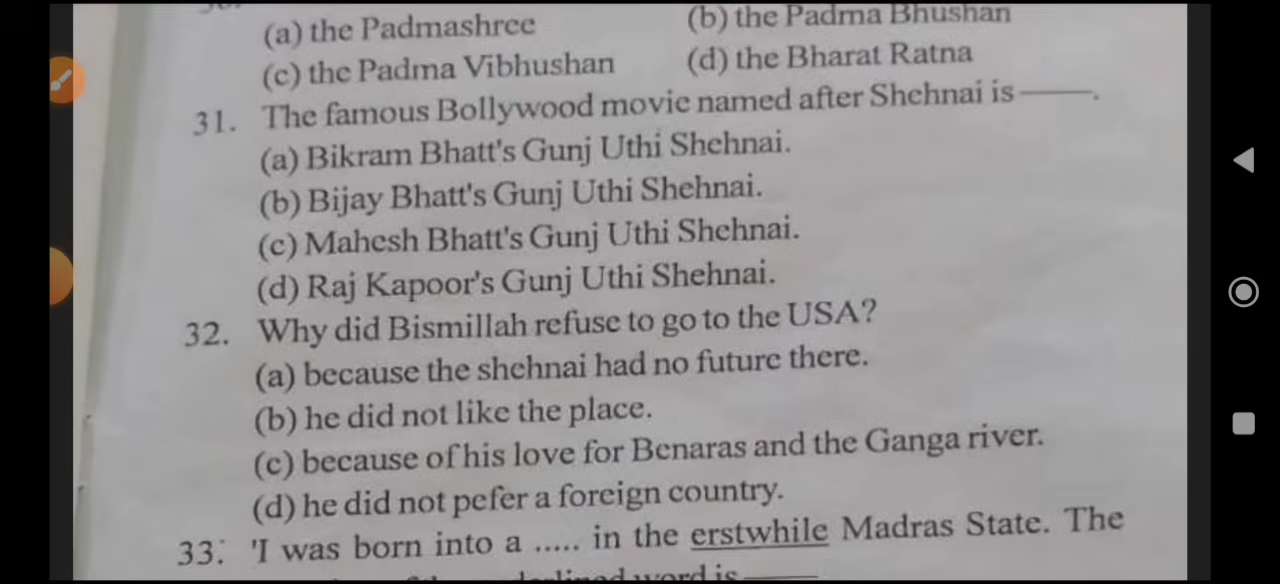 (a) the Padmashree (b) the Padma Bhushan
(c) the Padma Vibhushan (d) the Bharat Ratna
31. The famous Bollywood movie named after Shehnai is ———.
(a) Bikram Bhatt's Gunj Uthi Shehnai.
(b) Bijay Bhatt's Gunj Uthi Shehnai.
(c) Mahesh Bhatt's Gunj Uthi Shehnai.
(d) Raj Kapoor's Gunj Uthi Shehnai.
32. Why did Bismillah refuse to go to the USA?
(a) because the shehnai had no future there.
(b) he did not like the place.
(c) because of his love for Benaras and the Ganga river.
(d) he did not pefer a foreign country.
33. 'I was born into a ..... in the erstwhile Madras State. The
word is ———